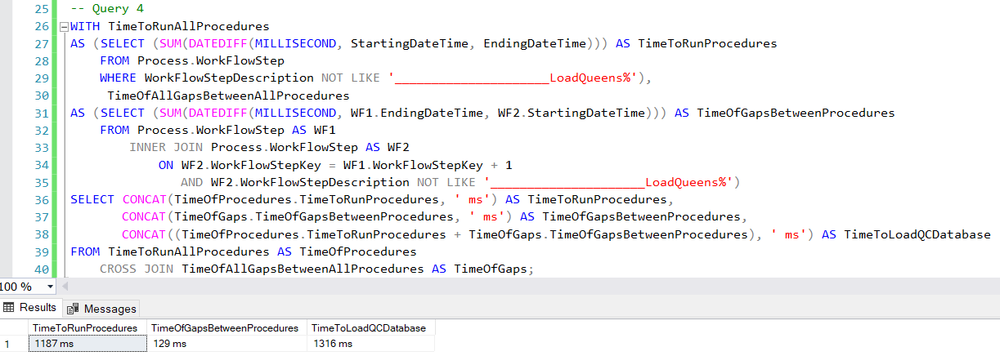 25 -- Query 4
26 WITH TimeToRunAllProcedures
27 AS (SELECT (SUM(DATEDIFF(MILLISECOND, StartingDateTime, EndingDateTime))) AS TimeToRunProcedures
28 FROM Process.WorkFlowStep
29 WHERE WorkFlowStepDescription NOT LIKE '_____________________LoadQueens%'),
30 TimeOfAllGapsBetweenAllProcedures
31 AS (SELECT (SUM(DATEDIFF(MILLISECOND, WF1.EndingDateTime, WF2.StartingDateTime))) AS TimeOfGapsBetweenProcedures
32 FROM Process.WorkFlowStep AS WF1
33 INNER JOIN Process.WorkFlowStep AS WF2
34 ON WF2.WorkFlowStepKey = WF1.WorkFlowStepKey + 1
35 AND WF2.WorkFlowStepDescription NOT LIKE '_____________________LoadQueens%')
36 SELECT CONCAT(TimeOfProcedures.TimeToRunProcedures, ' ms') AS TimeToRunProcedures,
37 CONCAT(TimeOfGaps.TimeOfGapsBetweenProcedures, ' ms') AS TimeOfGapsBetweenProcedures,
38 CONCAT((TimeOfProcedures.TimeToRunProcedures + TimeOfGaps.TimeOfGapsBetweenProcedures), ' ms') AS TimeToLoadQCDatabase
39 FROM TimeToRunAllProcedures AS TimeOfProcedures
40 CROSS JOIN TimeOfAllGapsBetweenAllProcedures AS TimeOfGaps;
100 %
Results Messages
TimeToRunProcedures TimeOfGapsBetweenProcedures TimeToLoadQCDatabase
1 1187 ms 129 ms 1316 ms